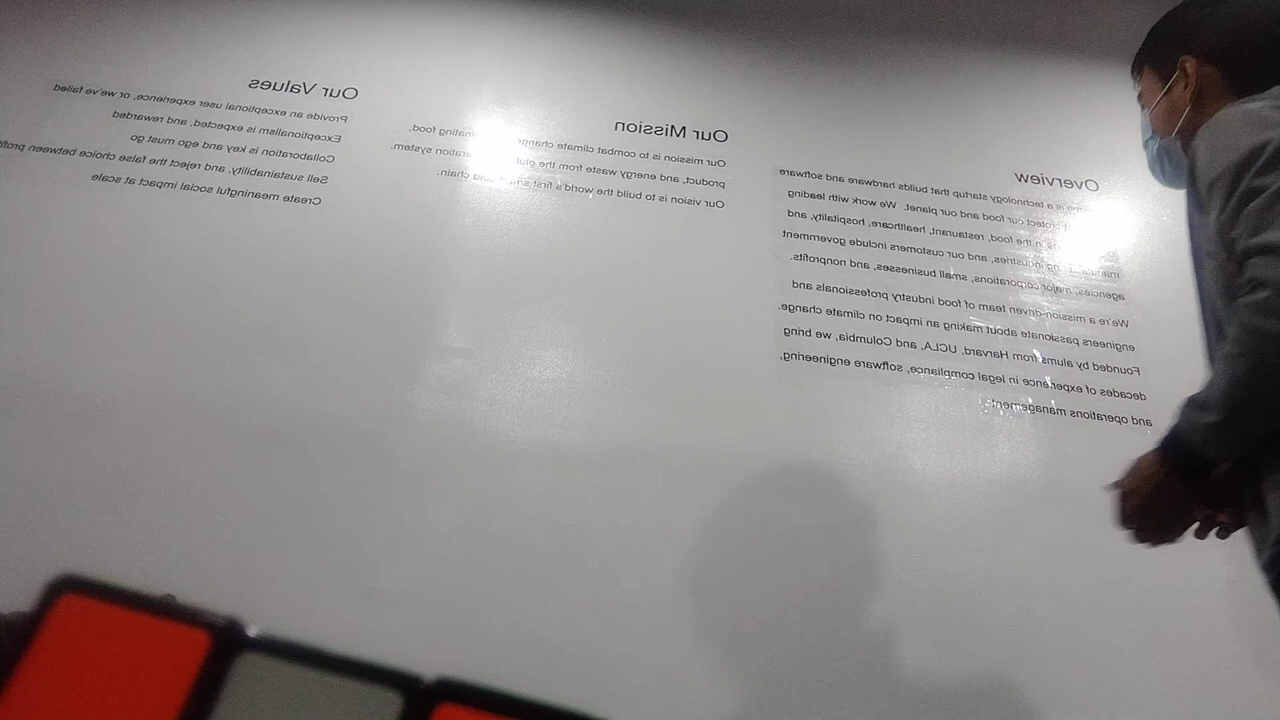 Overview
is a technology startup that builds hardware and software
protect our food and our planet. We work with leading
in the food, restaurant, healthcare, hospitality, and
industries, and our customers include government
agencies, major corporations, small businesses, and nonprofits.
We're a mission-driven team of food industry professionals and
engineers passionate about making an impact on climate change.
Founded by alums from Harvard, UCLA, and Columbia, we bring
decades of experience in legal compliance, software engineering,
and operations management.
Our Mission
Our mission is to combat climate change food,
product, and energy waste from the system.
Our vision is to build the world's first chain.
Our Values
Provide an exceptional user experience, or we've failed
Exceptionalism is expected, and rewarded
Collaboration is key and ego must go
Sell sustainability, and reject the false choice between
Create meaningful social impact at scale